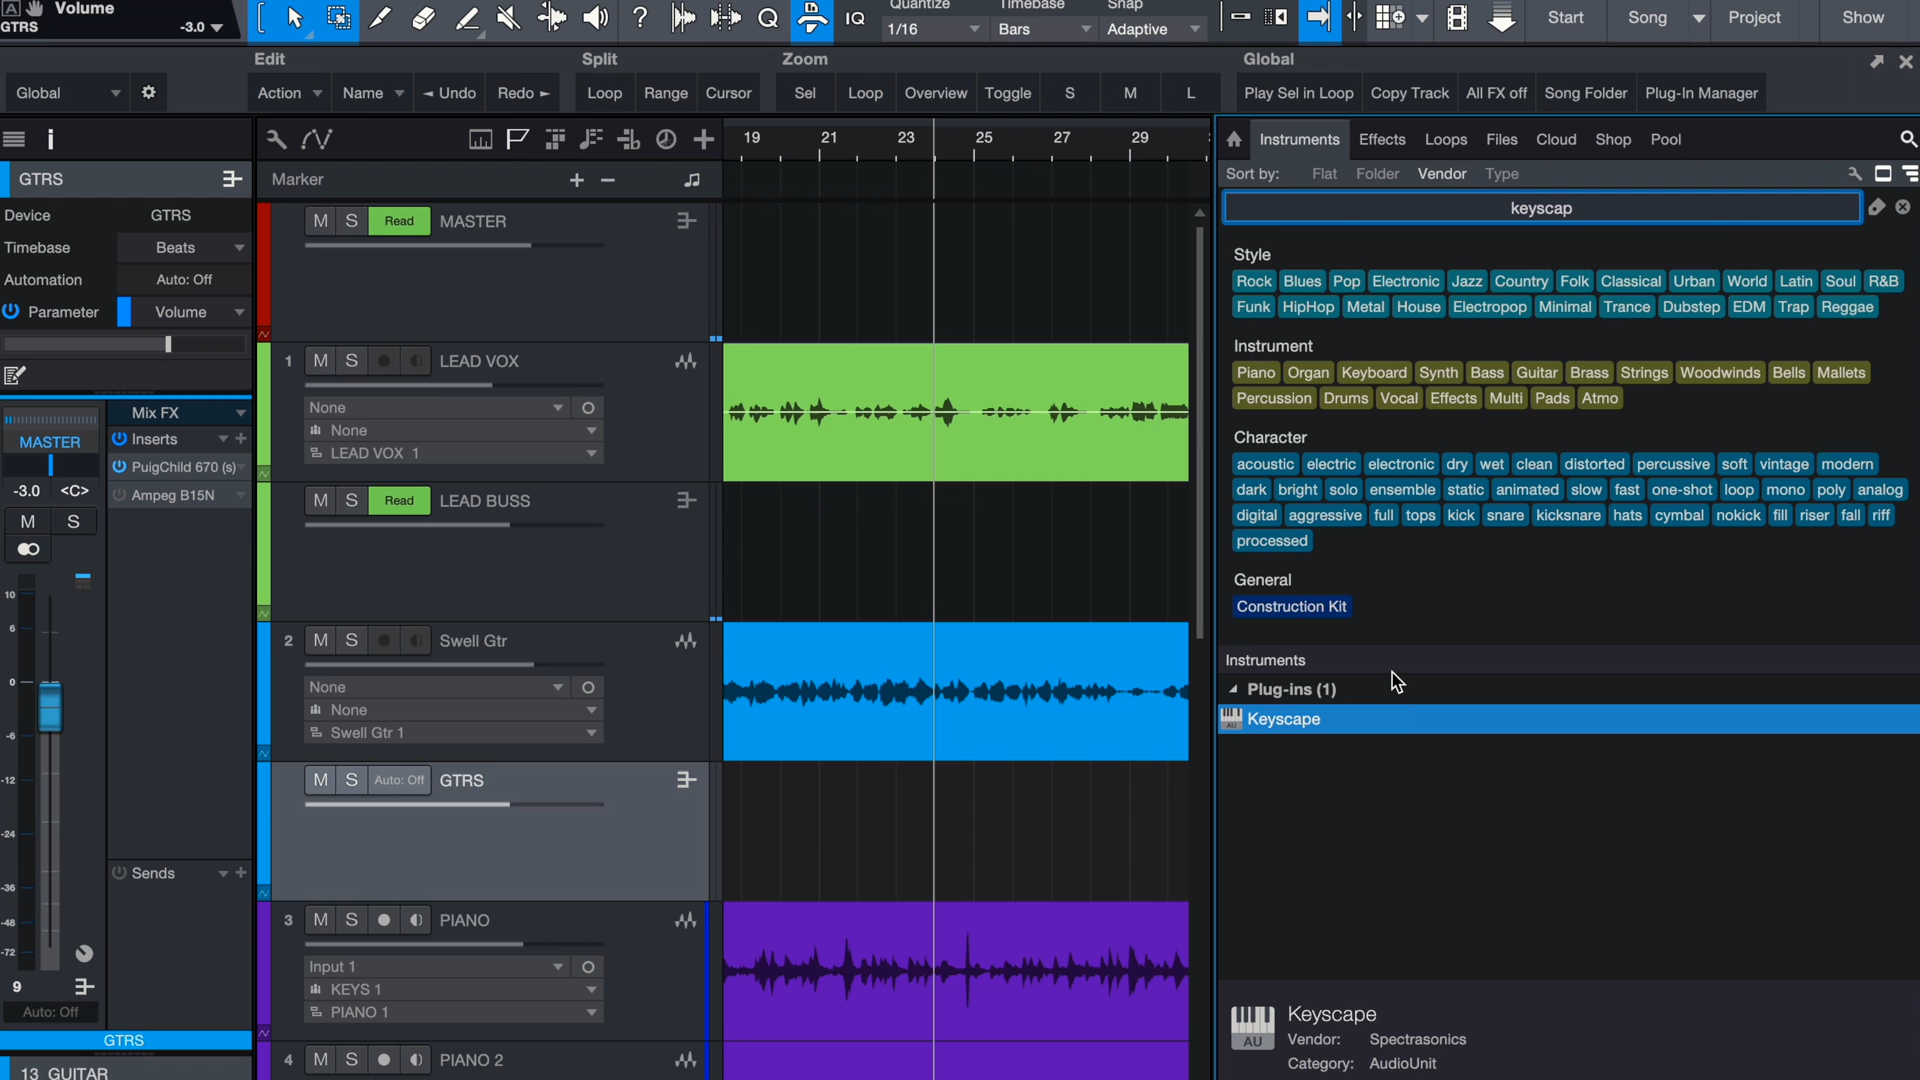 A Volume
GTRS -3.0
Quantize Timebase Snap
? Q IQ 1/16 Bars Adaptive
Start Song Project Show
Edit Split Zoom Global
Global Action Name Undo Redo Loop Range Cursor Sel Loop Overview Toggle S M L Play Sel in Loop Copy Track All FX off Song Folder Plug-In Manager
i
19 21 23 25 27 29
Instruments Effects Loops Files Cloud Shop Pool
GTRS
Marker + −
Sort by: Flat Folder Vendor Type
keyscap
Device GTRS
Timebase Beats
Automation Auto: Off
Parameter Volume
Mix FX
MASTER
Inserts
PuigChild 670 (s)
Ampeg B15N
-3.0 <C>
M S
10
6
0
-6
-12
-24
-36
-48
-72
Sends
9
Auto: Off
GTRS
13 GUITAR
M S Read MASTER
1 M S LEAD VOX
None
None
LEAD VOX 1
M S Read LEAD BUSS
2 M S Swell Gtr
None
None
Swell Gtr 1
M S Auto: Off GTRS
3 M S PIANO
Input 1
KEYS 1
PIANO 1
4 M S PIANO 2
Style
Rock Blues Pop Electronic Jazz Country Folk Classical Urban World Latin Soul R&B
Funk HipHop Metal House Electropop Minimal Trance Dubstep EDM Trap Reggae
Instrument
Piano Organ Keyboard Synth Bass Guitar Brass Strings Woodwinds Bells Mallets
Percussion Drums Vocal Effects Multi Pads Atmo
Character
acoustic electric electronic dry wet clean distorted percussive soft vintage modern
dark bright solo ensemble static animated slow fast one-shot loop mono poly analog
digital aggressive full tops kick snare kicksnare hats cymbal nokick fill riser fall riff
processed
General
Construction Kit
Instruments
Plug-ins (1)
AU Keyscape
AU
Keyscape
Vendor: Spectrasonics
Category: AudioUnit